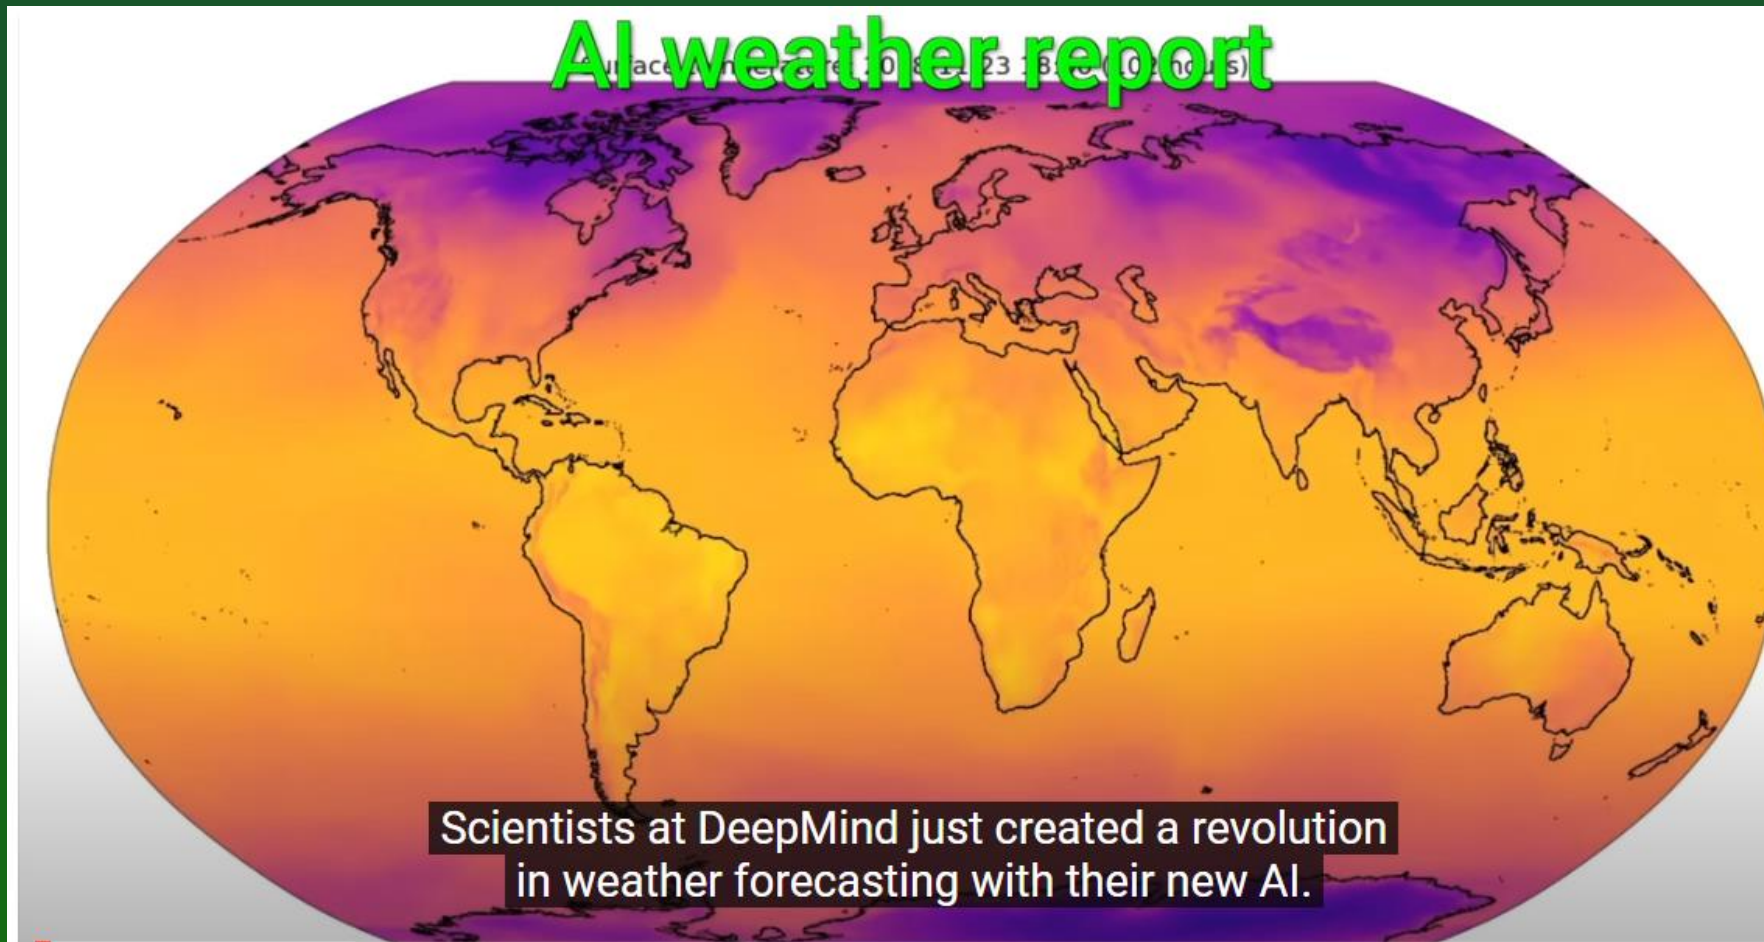 AI weather report
Scientists at DeepMind just created a revolution
in weather forecasting with their new AI.